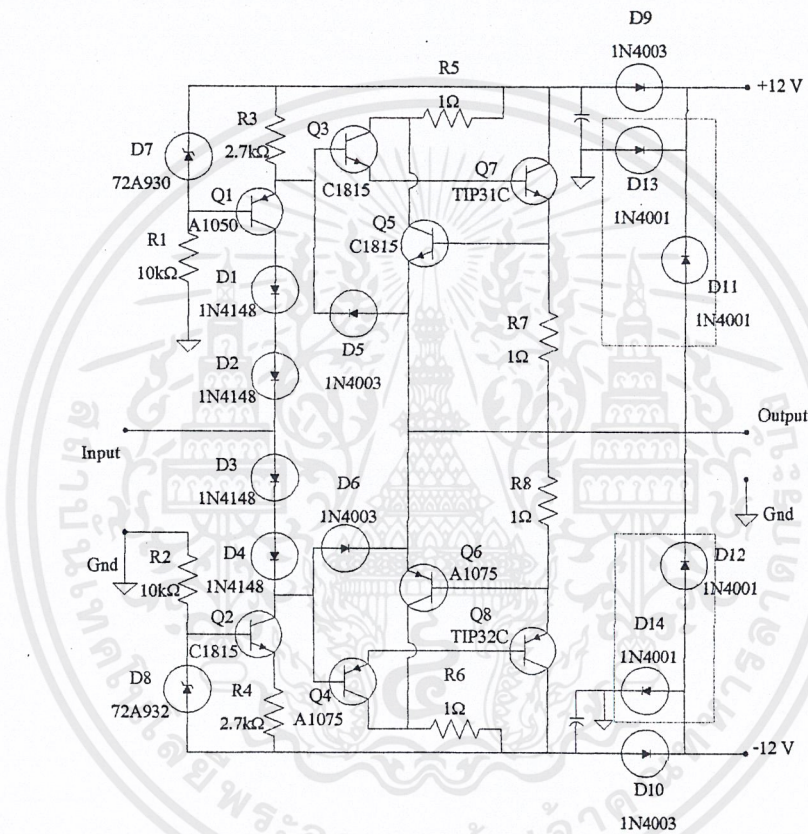 D9
1N4003
+12 V
R5
1Ω
R3
2.7kΩ
Q3
C1815
D7
72A930
Q1
A1050
Q7
TIP31C
D13
1N4001
Q5
C1815
R1
10kΩ
D1
1N4148
D11
1N4001
D5
1N4003
R7
1Ω
D2
1N4148
Input
Output
D3
1N4148
D6
1N4003
R8
1Ω
Gnd
Gnd
R2
10kΩ
D4
1N4148
Q6
A1075
D12
1N4001
Q2
C1815
Q8
TIP32C
D14
1N4001
D8
72A932
R4
2.7kΩ
Q4
A1075
R6
1Ω
-12 V
D10
1N4003